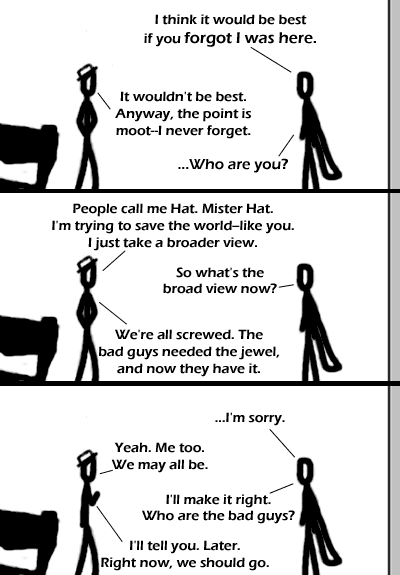 I think it would be best
if you forgot I was here.
It wouldn't be best.
Anyway, the point is
moot--I never forget.
...Who are you?
People call me Hat. Mister Hat.
I'm trying to save the world--like you.
I just take a broader view.
So what's the
broad view now?
We're all screwed. The
bad guys needed the jewel,
and now they have it.
...I'm sorry.
Yeah. Me too.
We may all be.
I'll make it right.
Who are the bad guys?
I'll tell you. Later.
Right now, we should go.